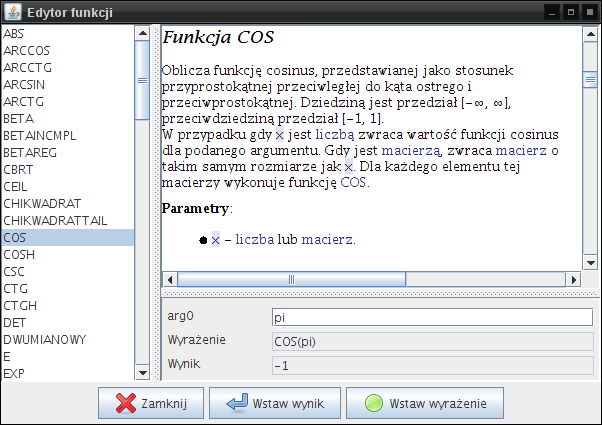 Edytor funkcji
ABS
ARCCOS
ARCCTG
ARCSIN
ARCTG
BETA
BETAINCMPL
BETAREG
CBRT
CEIL
CHIKWADRAT
CHIKWADRATTAIL
COS
COSH
CSC
CTG
CTGH
DET
DWUMIANOWY
E
EXP
Funkcja COS
Oblicza funkcję cosinus, przedstawianej jako stosunek
przyprostokątnej przeciwległej do kąta ostrego i
przeciwprostokątnej. Dziedziną jest przedział [-∞, ∞],
przeciwdziedziną przedział [-1, 1].
W przypadku gdy x jest liczbą zwraca wartość funkcji cosinus
dla podanego argumentu. Gdy jest macierzą, zwraca macierz o
takim samym rozmiarze jak x. Dla każdego elementu tej
macierzy wykonuje funkcję COS.
Parametry:
● x – liczba lub macierz.
arg0
pi
Wyrażenie
COS(pi)
Wynik
-1
Zamknij
Wstaw wynik
Wstaw wyrażenie